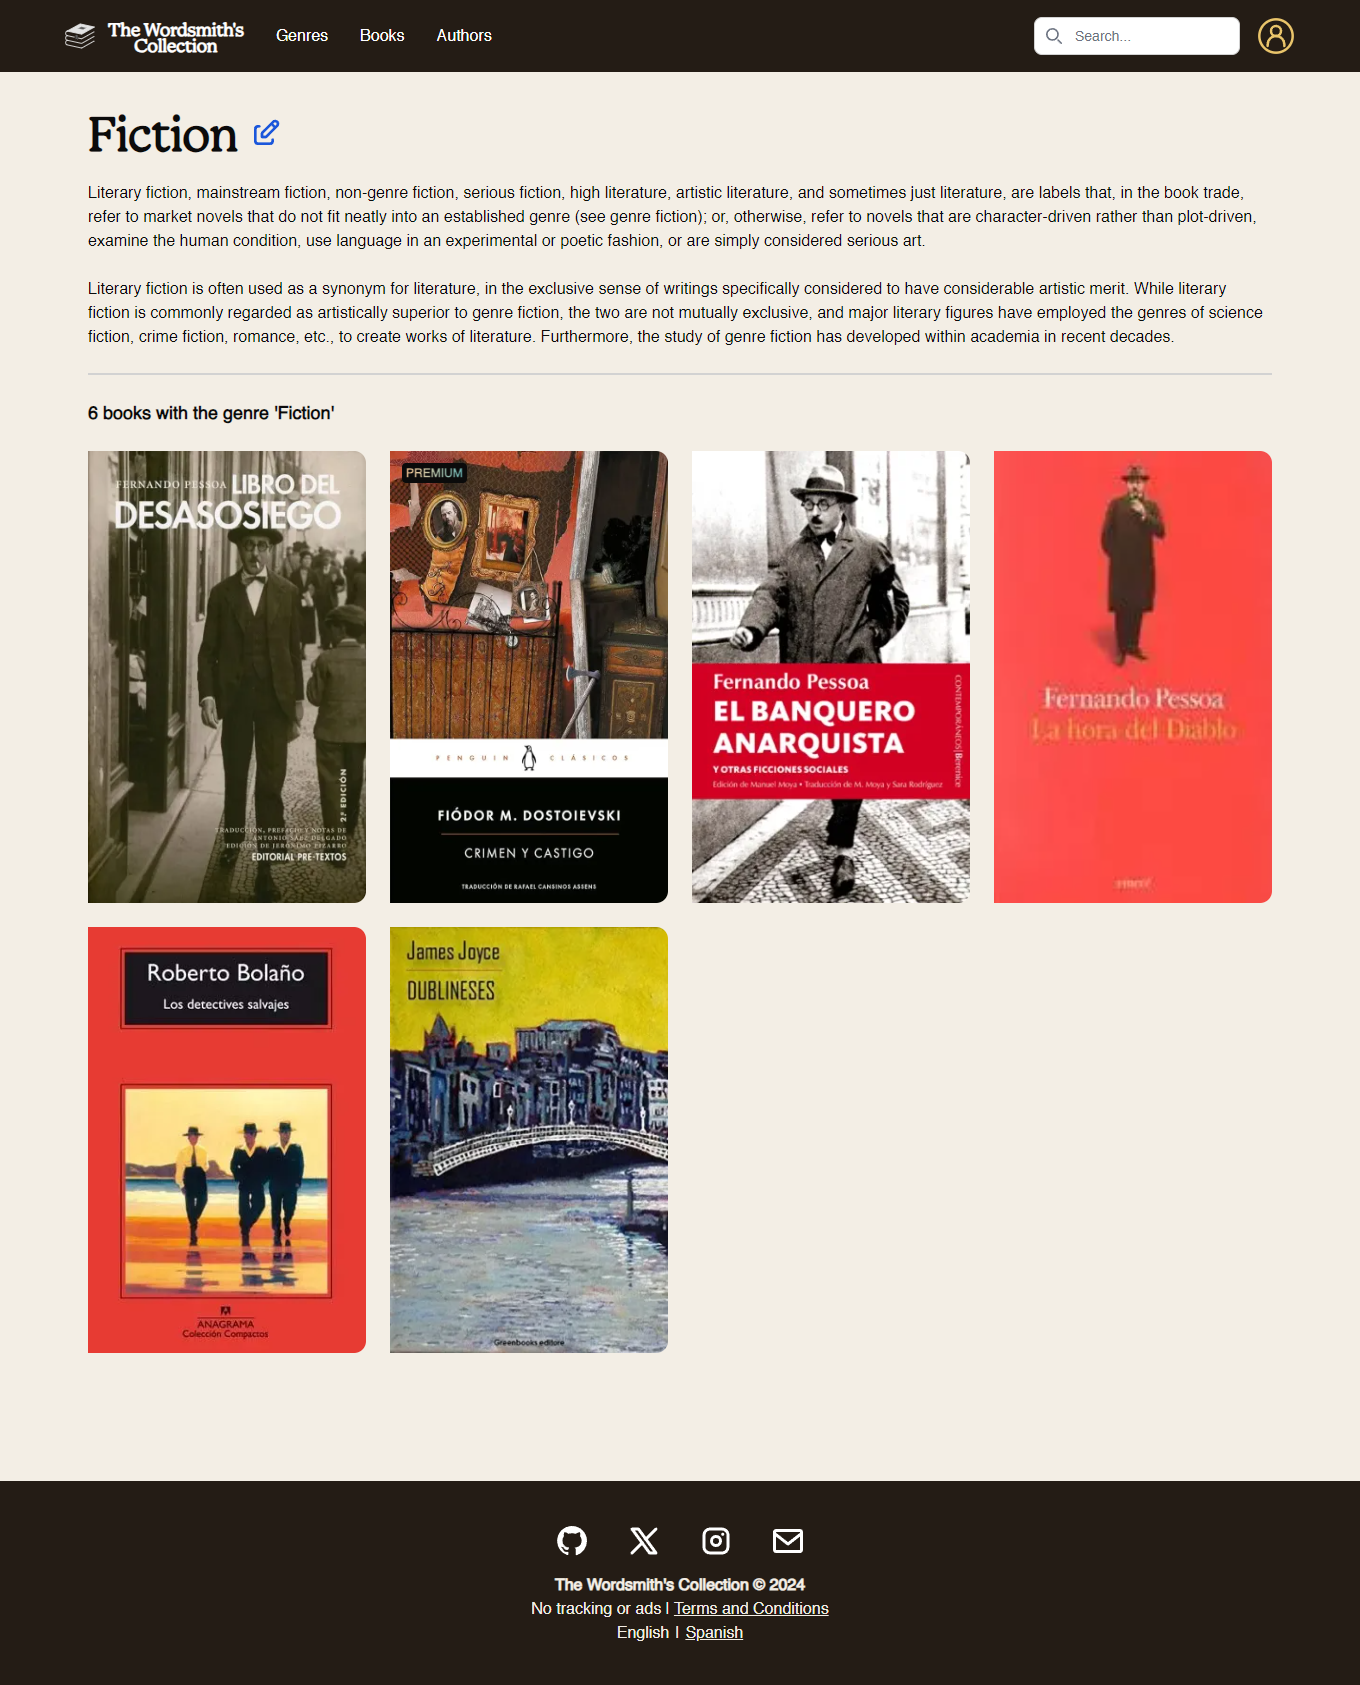 The Wordsmith's
Collection
Genres
Books
Authors
Search...
Fiction
Literary fiction, mainstream fiction, non-genre fiction, serious fiction, high literature, artistic literature, and sometimes just literature, are labels that, in the book trade,
refer to market novels that do not fit neatly into an established genre (see genre fiction); or, otherwise, refer to novels that are character-driven rather than plot-driven,
examine the human condition, use language in an experimental or poetic fashion, or are simply considered serious art.
Literary fiction is often used as a synonym for literature, in the exclusive sense of writings specifically considered to have considerable artistic merit. While literary
fiction is commonly regarded as artistically superior to genre fiction, the two are not mutually exclusive, and major literary figures have employed the genres of science
fiction, crime fiction, romance, etc., to create works of literature. Furthermore, the study of genre fiction has developed within academia in recent decades.
6 books with the genre 'Fiction'
FERNANDO PESSOA LIBRO DEL
DESASOSIEGO
2.ª EDICIÓN
TRADUCCIÓN, PREFACIO Y NOTAS DE
ANTONIO SÁEZ DELGADO
EDICIÓN DE JERÓNIMO PIZARRO
EDITORIAL PRE-TEXTOS
PREMIUM
PENGUIN CLÁSICOS
FIÓDOR M. DOSTOIEVSKI
CRIMEN Y CASTIGO
TRADUCCIÓN DE RAFAEL CANSINOS ASSENS
Fernando Pessoa
EL BANQUERO
ANARQUISTA
Y OTRAS FICCIONES SOCIALES
Edición de Manuel Moya • Traducción de M. Moya y Sara Rodríguez
CONTEMPORÁNEOS|Berenice
Fernando Pessoa
La hora del Diablo
emecé
Roberto Bolaño
Los detectives salvajes
ANAGRAMA
Colección Compactos
James Joyce
DUBLINESES
Greenbooks editore
The Wordsmith's Collection © 2024
No tracking or ads | Terms and Conditions
English | Spanish